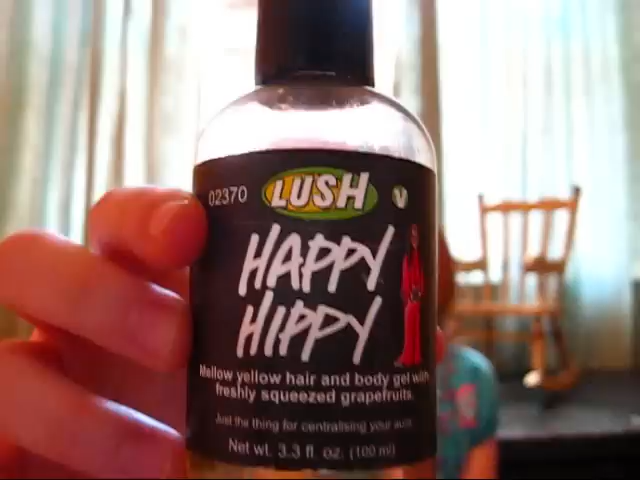 02370 LUSH V
HAPPY
HIPPY
Mellow yellow hair and body gel with
freshly squeezed grapefruits.
Just the thing for centralising your aura
Net wt. 3.3 fl. oz. (100 ml)